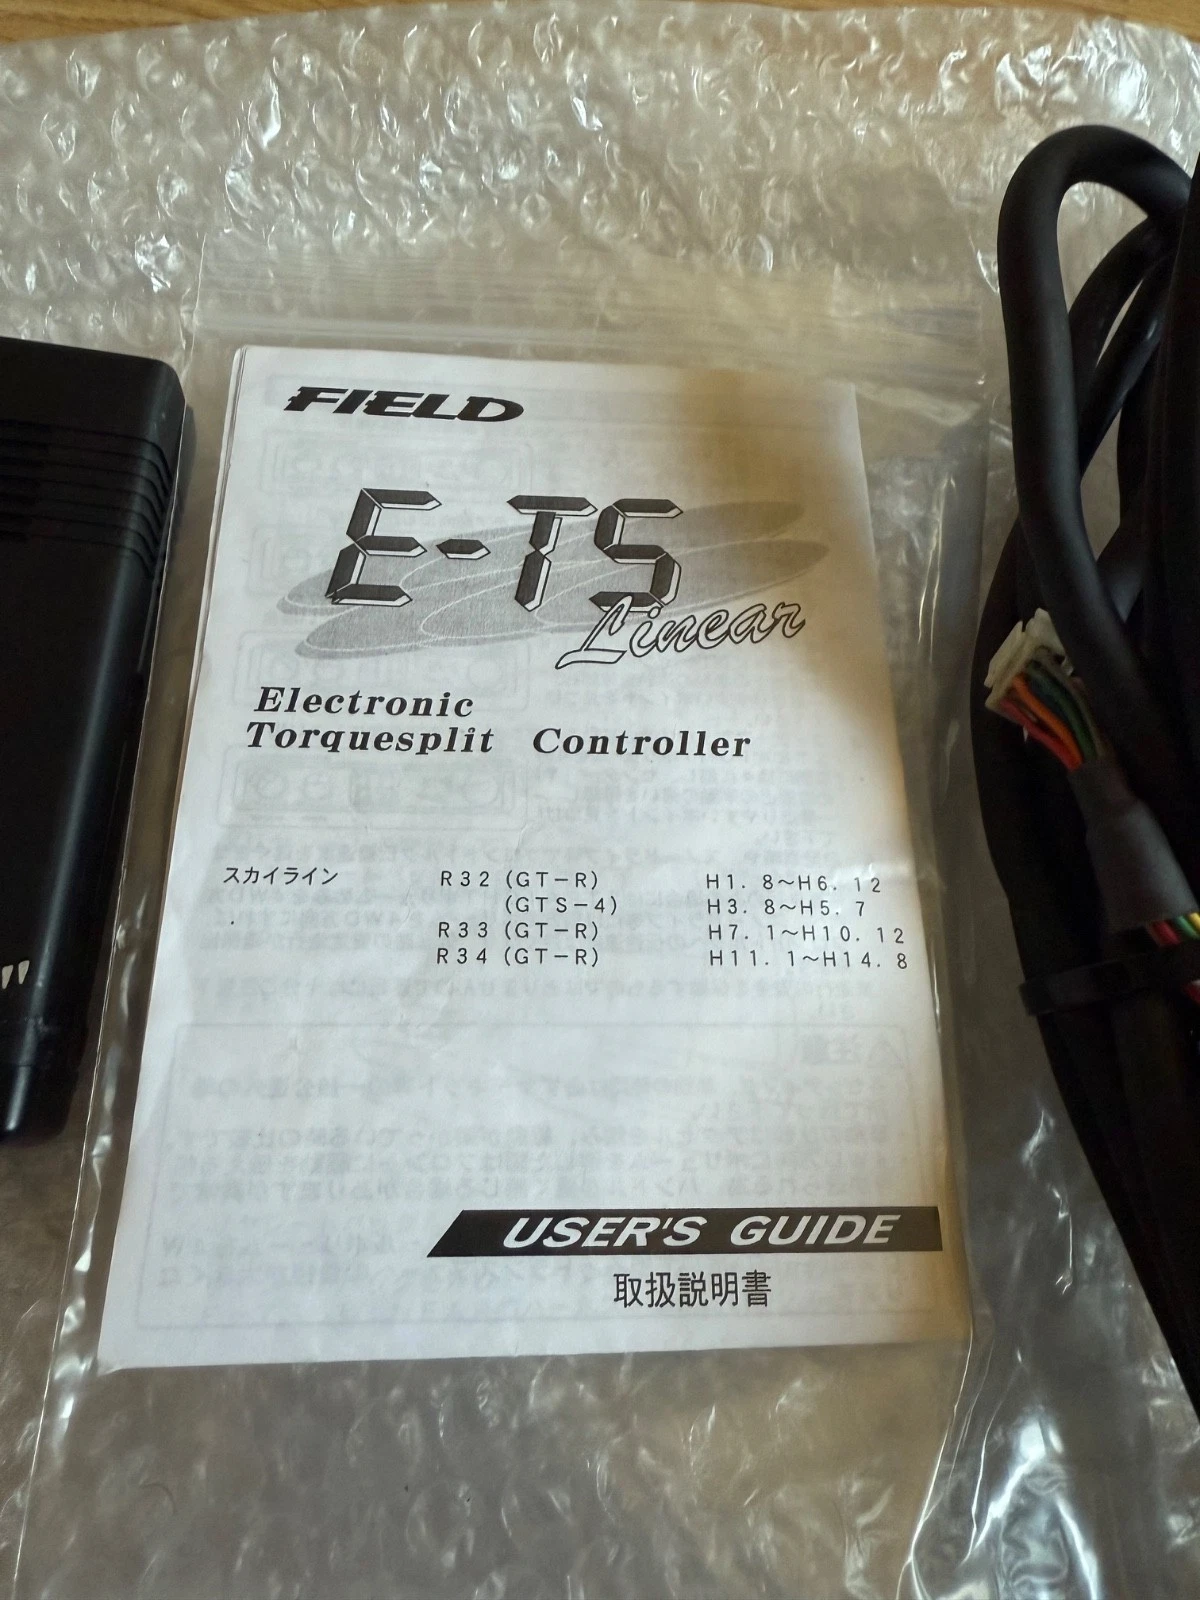 FIELD
E-TS
Linear
Electronic
Torquesplit Controller
スカイライン R32 (GT-R) H1. 8~H6. 12
(GTS-4) H3. 8~H5. 7
R33 (GT-R) H7. 1~H10. 12
R34 (GT-R) H11. 1~H14. 8
USER'S GUIDE
取扱説明書